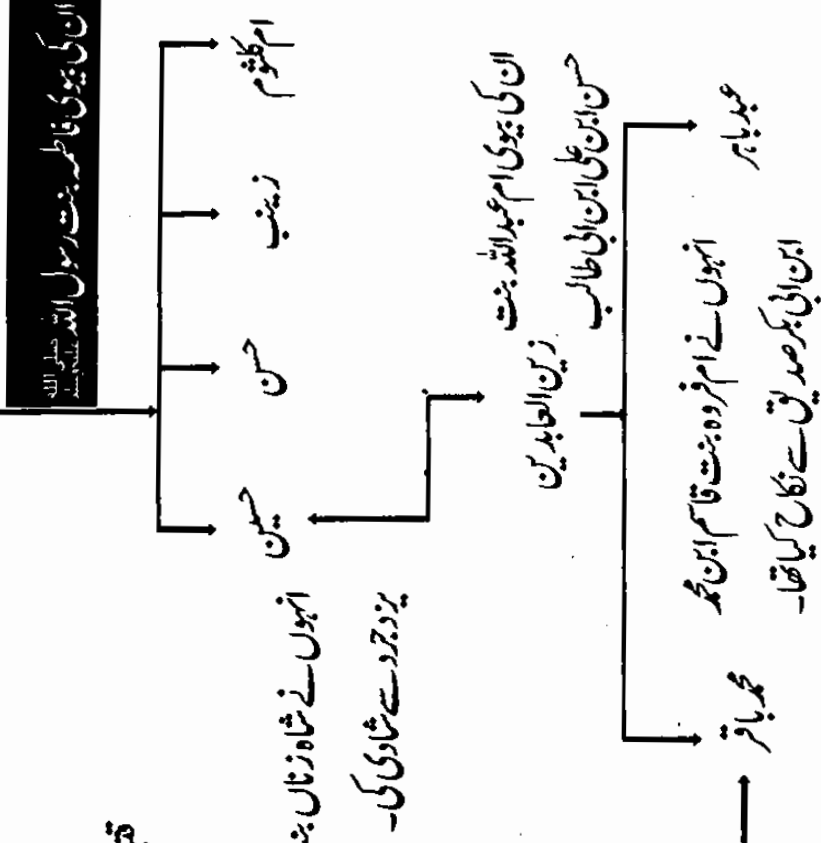 ان کی بیوی فاطمہ بنت رسول اللہ صلی اللہ علیہ وسلم
ام کلثوم
زینب
حسن
حسین
انہوں نے شاہ زناں
یزدجرد سے شادی کی۔
ان کی بیوی ام عبداللہ بنت
حسن ابن علی ابن ابی طالب
زین العابدین
عبد باہر
انہوں نے ام فروہ بنت قاسم ابن محمد
ابن ابی بکر صدیق سے نکاح کیا تھا۔
محمد باقر